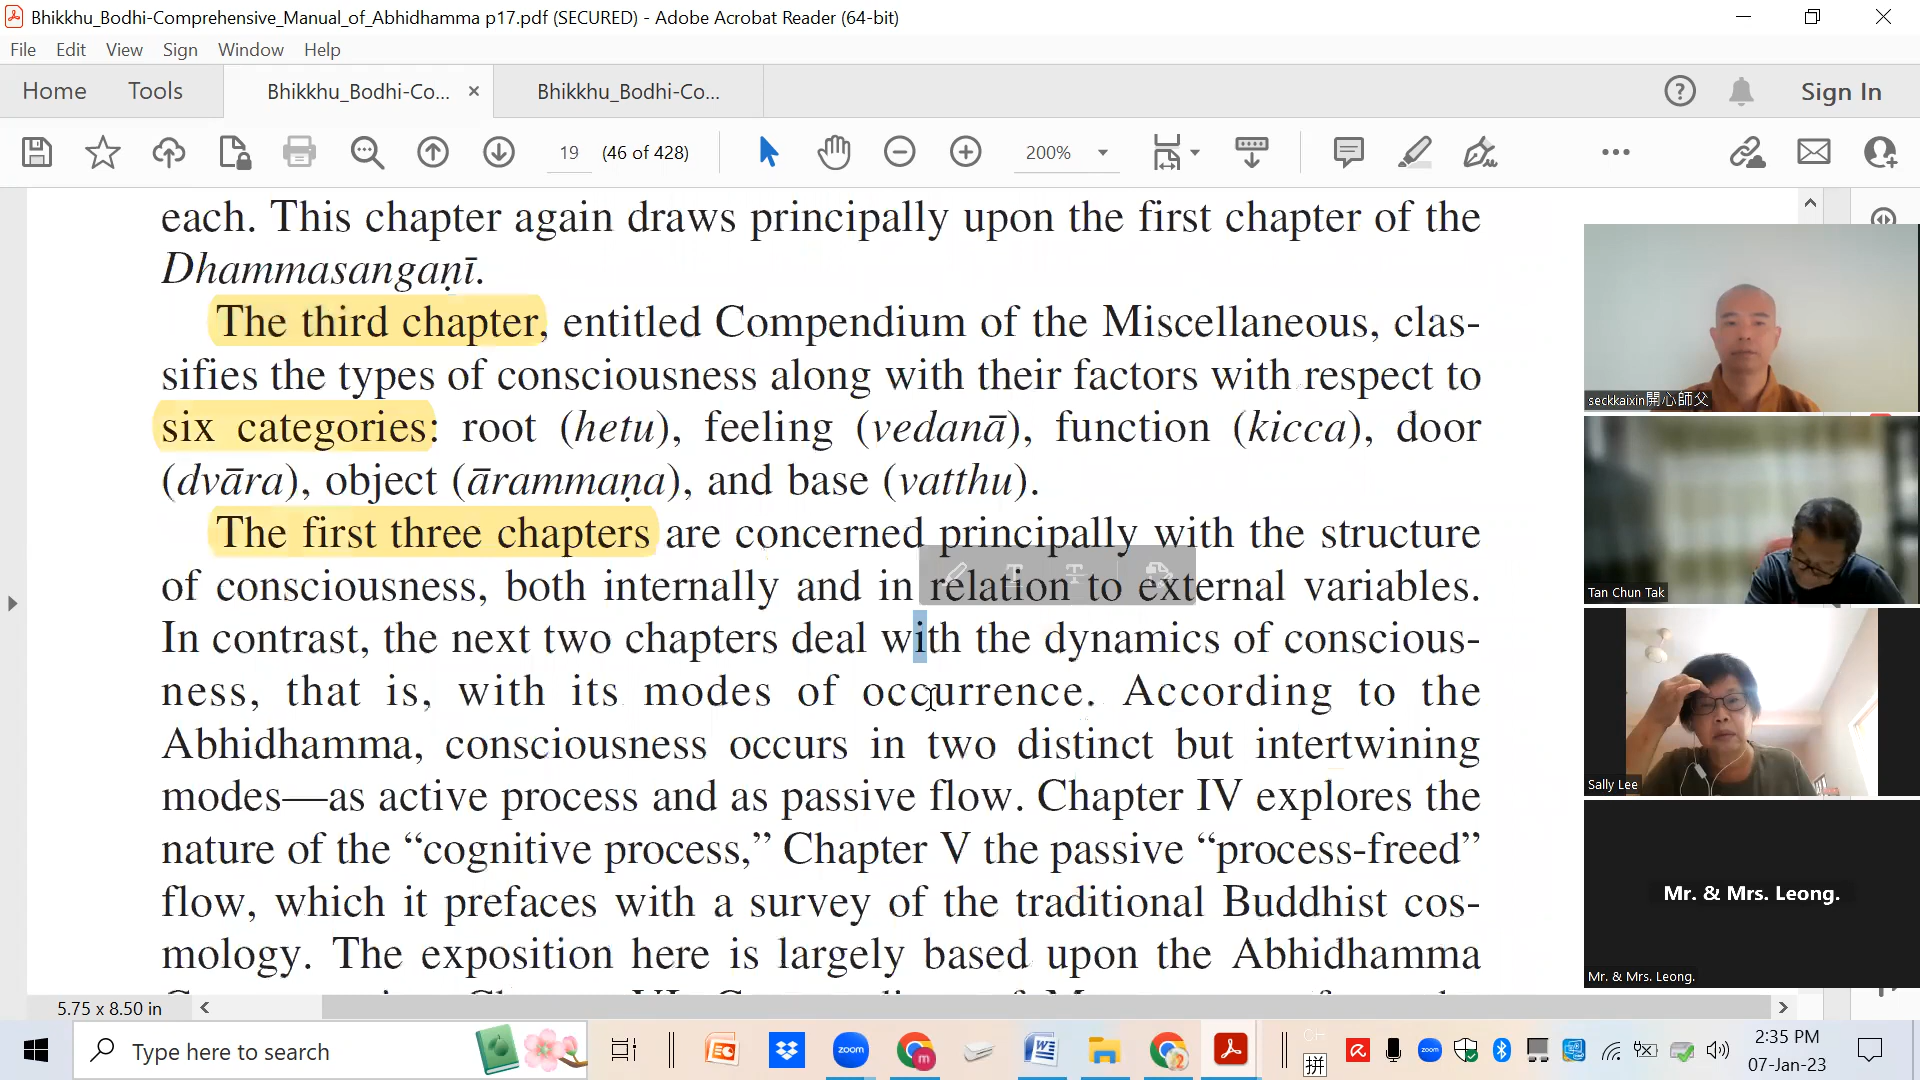 Bhikkhu_Bodhi-Comprehensive_Manual_of_Abhidhamma p17.pdf (SECURED) - Adobe Acrobat Reader (64-bit)
File Edit View Sign Window Help
Home Tools Bhikkhu_Bodhi-Co... × Bhikkhu_Bodhi-Co... Sign In
19 (46 of 428) 200%
each. This chapter again draws principally upon the first chapter of the
Dhammasangaṇī.
The third chapter, entitled Compendium of the Miscellaneous, clas-
sifies the types of consciousness along with their factors with respect to
six categories: root (hetu), feeling (vedanā), function (kicca), door
(dvāra), object (ārammaṇa), and base (vatthu).
The first three chapters are concerned principally with the structure
of consciousness, both internally and in relation to external variables.
In contrast, the next two chapters deal with the dynamics of conscious-
ness, that is, with its modes of occurrence. According to the
Abhidhamma, consciousness occurs in two distinct but intertwining
modes—as active process and as passive flow. Chapter IV explores the
nature of the “cognitive process,” Chapter V the passive “process-freed”
flow, which it prefaces with a survey of the traditional Buddhist cos-
mology. The exposition here is largely based upon the Abhidhamma
seckkaixin開心師父
Tan Chun Tak
Sally Lee
Mr. & Mrs. Leong.
Mr. & Mrs. Leong.
5.75 x 8.50 in
Type here to search
zoom
拼
2:35 PM
07-Jan-23